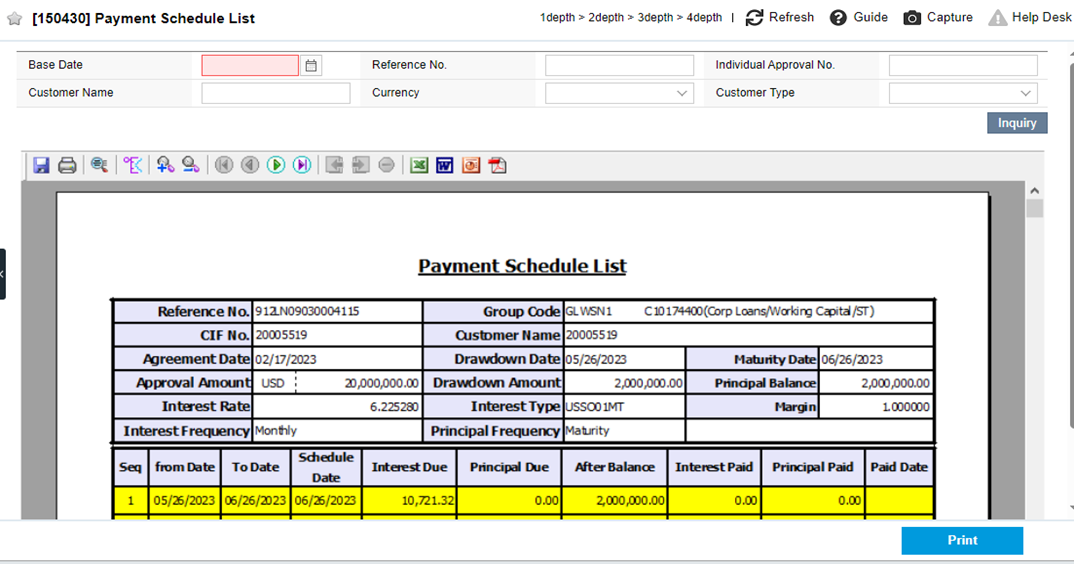 [150430] Payment Schedule List
1depth > 2depth > 3depth > 4depth | Refresh Guide Capture Help Desk
Base Date Reference No. Individual Approval No.
Customer Name Currency Customer Type
Inquiry
Payment Schedule List
Reference No. 912LN09030004115 Group Code GLWSN1 C10174400(Corp Loans/Working Capital/ST)
CIF No. 20005519 Customer Name 20005519
Agreement Date 02/17/2023 Drawdown Date 05/26/2023 Maturity Date 06/26/2023
Approval Amount USD 20,000,000.00 Drawdown Amount 2,000,000.00 Principal Balance 2,000,000.00
Interest Rate 6.225280 Interest Type USSO01MT Margin 1.000000
Interest Frequency Monthly Principal Frequency Maturity
Seq from Date To Date Schedule Date Interest Due Principal Due After Balance Interest Paid Principal Paid Paid Date
1 05/26/2023 06/26/2023 06/26/2023 10,721.32 0.00 2,000,000.00 0.00 0.00
Print